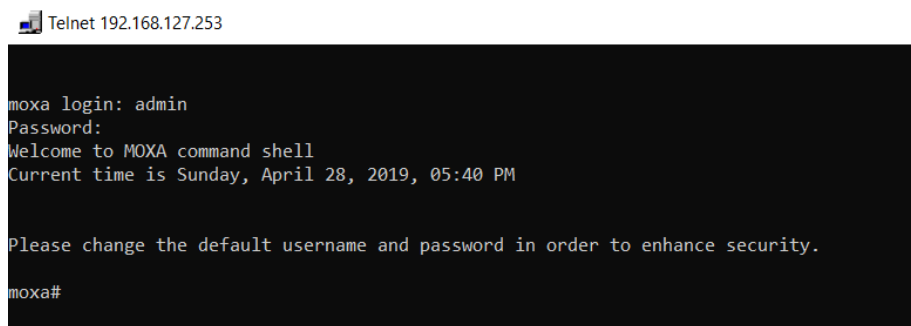 Telnet 192.168.127.253
moxa login: admin
Password:
Welcome to MOXA command shell
Current time is Sunday, April 28, 2019, 05:40 PM
Please change the default username and password in order to enhance security.
moxa#